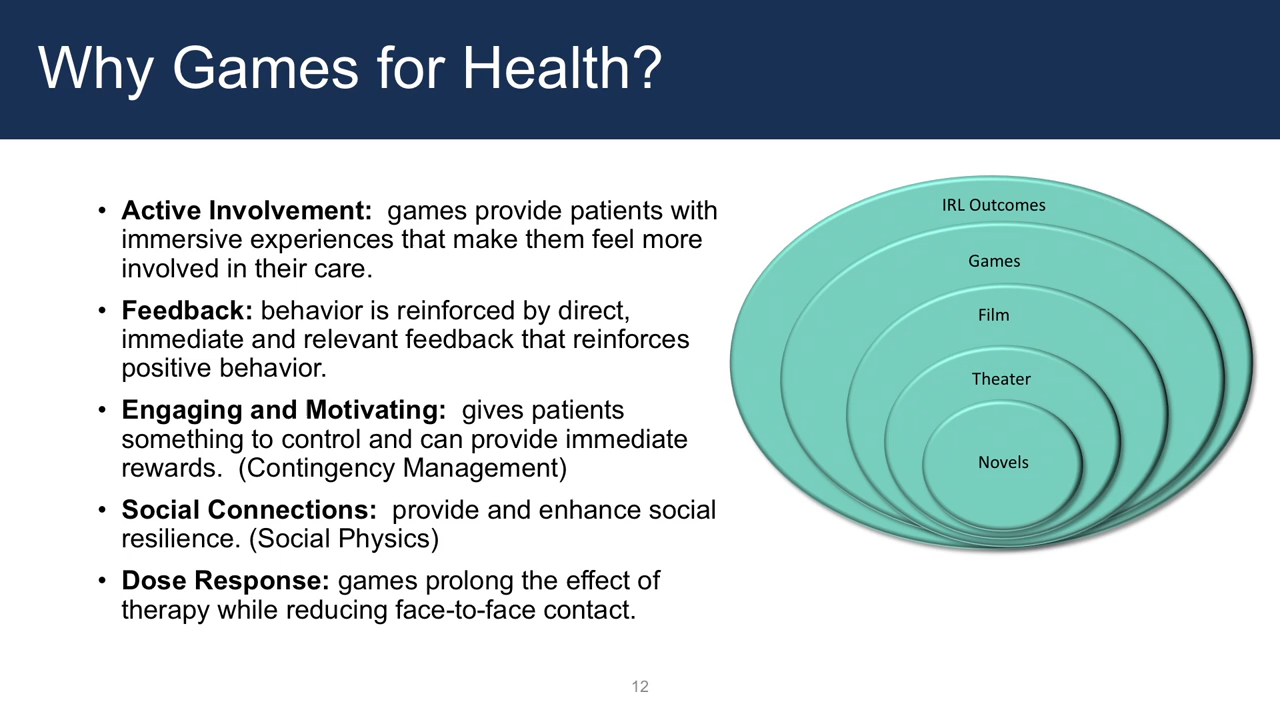 Why Games for Health?
• Active Involvement:  games provide patients with
immersive experiences that make them feel more
involved in their care.
• Feedback: behavior is reinforced by direct,
immediate and relevant feedback that reinforces
positive behavior.
• Engaging and Motivating:  gives patients
something to control and can provide immediate
rewards.  (Contingency Management)
• Social Connections:  provide and enhance social
resilience. (Social Physics)
• Dose Response: games prolong the effect of
therapy while reducing face-to-face contact.
IRL Outcomes
Games
Film
Theater
Novels
12